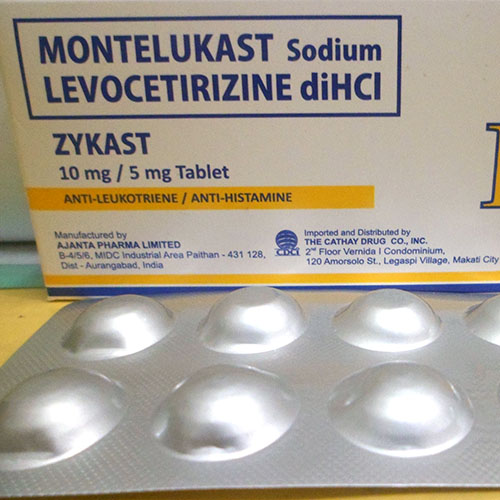 MONTELUKAST Sodium
LEVOCETIRIZINE diHCl
ZYKAST
10 mg / 5 mg Tablet
ANTI-LEUKOTRIENE / ANTI-HISTAMINE
Manufactured by
AJANTA PHARMA LIMITED
B-4/5/6, MIDC Industrial Area Paithan - 431 128,
Dist - Aurangabad, India
CDCI
Imported and Distributed by
THE CATHAY DRUG CO., INC.
2nd Floor Vernida I Condominium,
120 Amorsolo St., Legaspi Village, Makati City